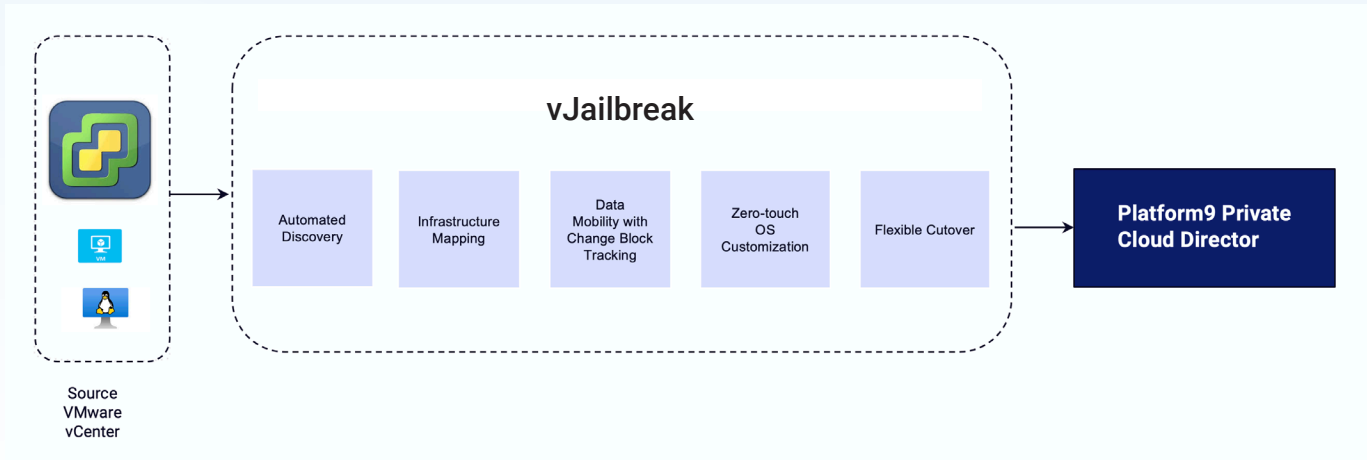 vJailbreak
Automated
Discovery
Infrastructure
Mapping
Data
Mobility with
Change Block
Tracking
Zero-touch
OS
Customization
Flexible Cutover
Platform9 Private
Cloud Director
VM
Source
VMware
vCenter